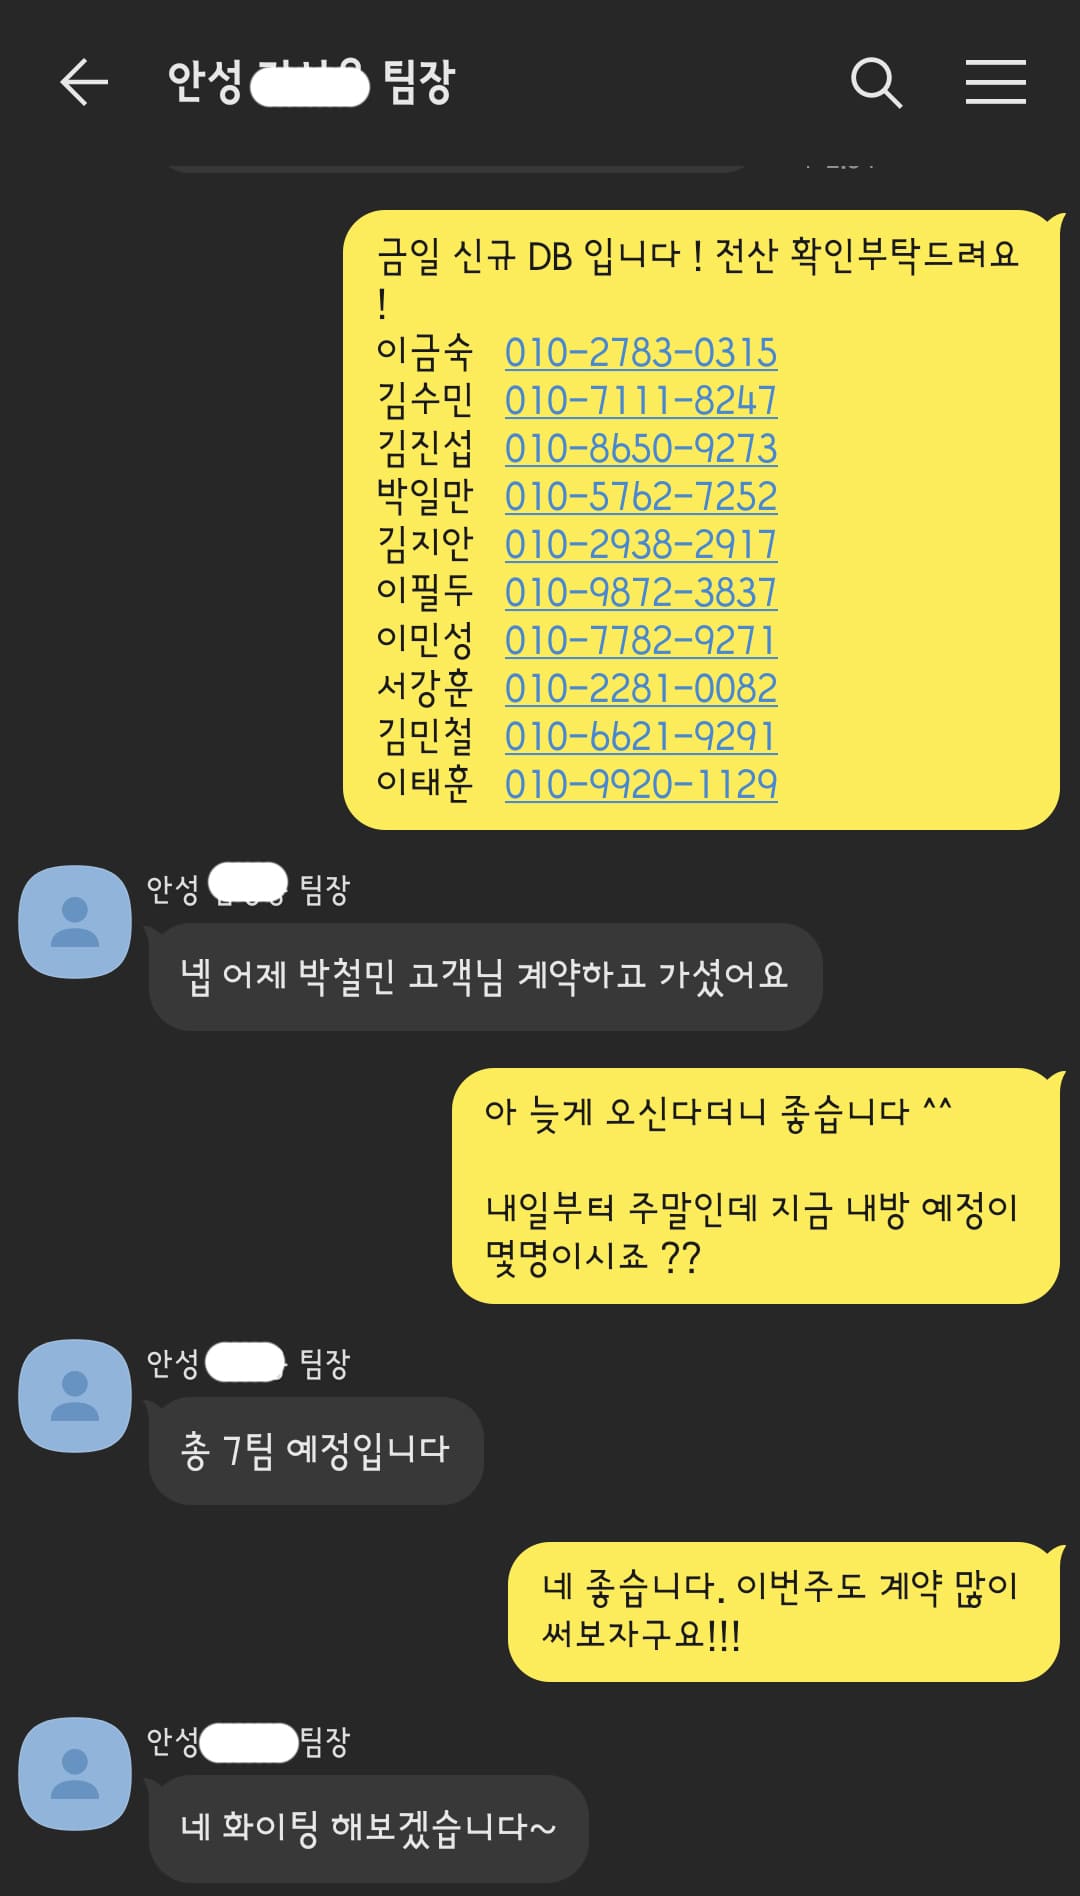 안성 팀장
금일 신규 DB 입니다 ! 전산 확인부탁드려요
!
이금숙 010-2783-0315
김수민 010-7111-8247
김진섭 010-8650-9273
박일만 010-5762-7252
김지안 010-2938-2917
이필두 010-9872-3837
이민성 010-7782-9271
서강훈 010-2281-0082
김민철 010-6621-9291
이태훈 010-9920-1129
안성 팀장
넵 어제 박철민 고객님 계약하고 가셨어요
아 늦게 오신다더니 좋습니다 ^^
내일부터 주말인데 지금 내방 예정이
몇명이시죠 ??
안성 팀장
총 7팀 예정입니다
네 좋습니다. 이번주도 계약 많이
써보자구요!!!
안성 팀장
네 화이팅 해보겠습니다~